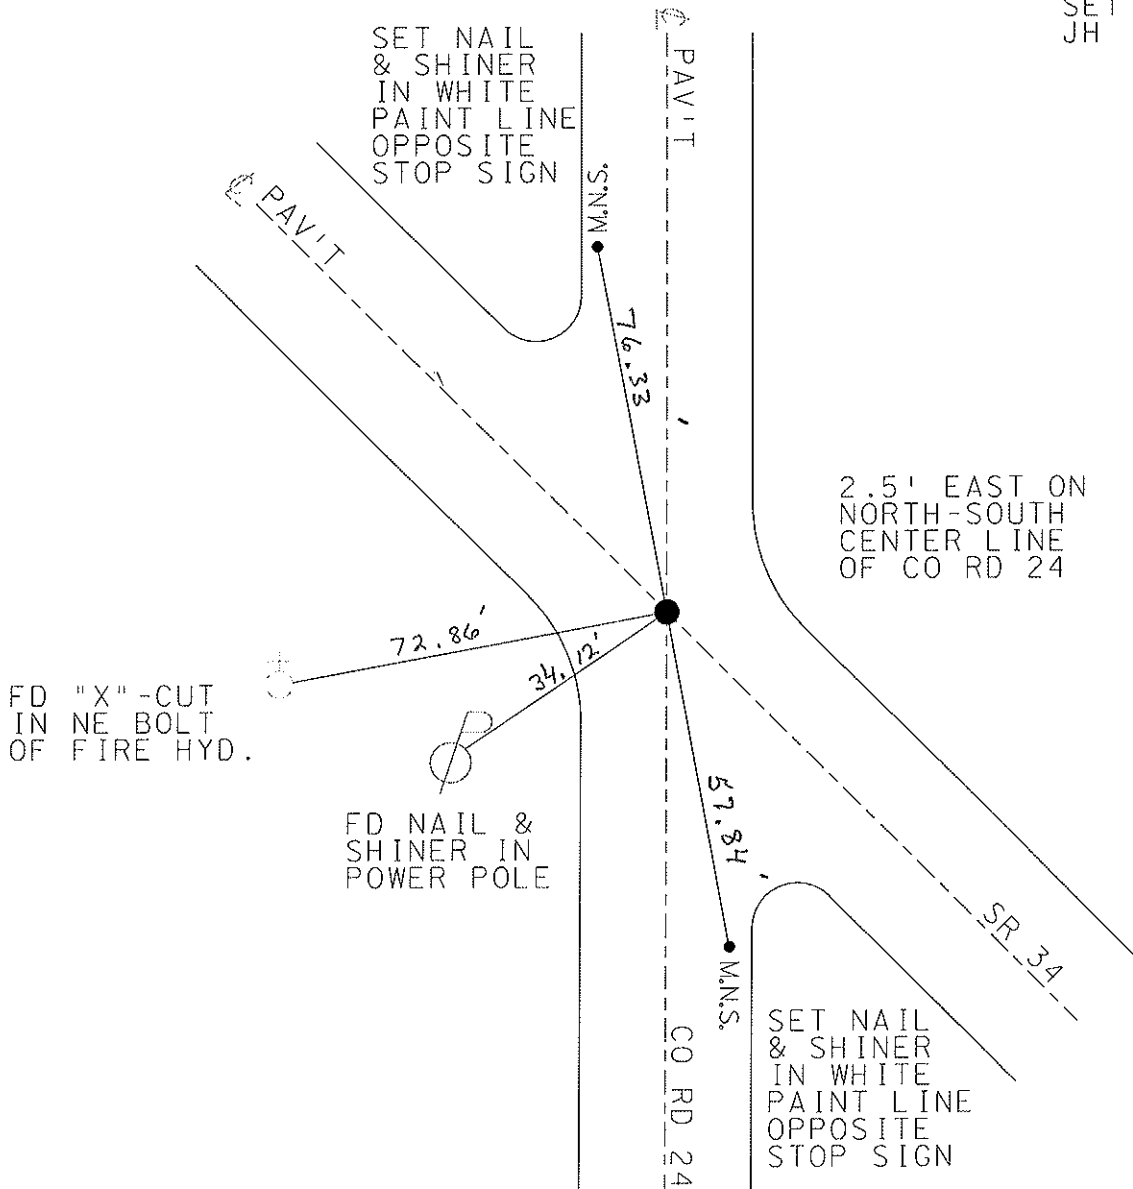 SET
JH
SET NAIL
& SHINER
IN WHITE
PAINT LINE
OPPOSITE
STOP SIGN
℄ PAV'T
℄ PAV'T
M.N.S.
76.33'
2.5' EAST ON
NORTH-SOUTH
CENTER LINE
OF CO RD 24
72.86'
34.12'
FD "X"-CUT
IN NE BOLT
OF FIRE HYD.
FD NAIL &
SHINER IN
POWER POLE
57.84'
SR 34
M.N.S.
CO RD 24
SET NAIL
& SHINER
IN WHITE
PAINT LINE
OPPOSITE
STOP SIGN